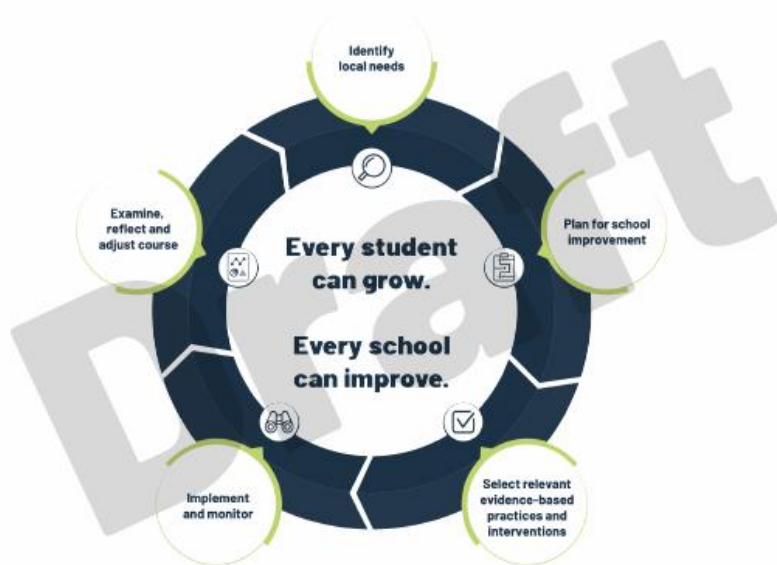 Identify
local needs
Plan for school
improvement
Select relevant
evidence-based
practices and
interventions
Implement
and monitor
Examine,
reflect and
adjust course
Every student
can grow.
Every school
can improve.
Draft